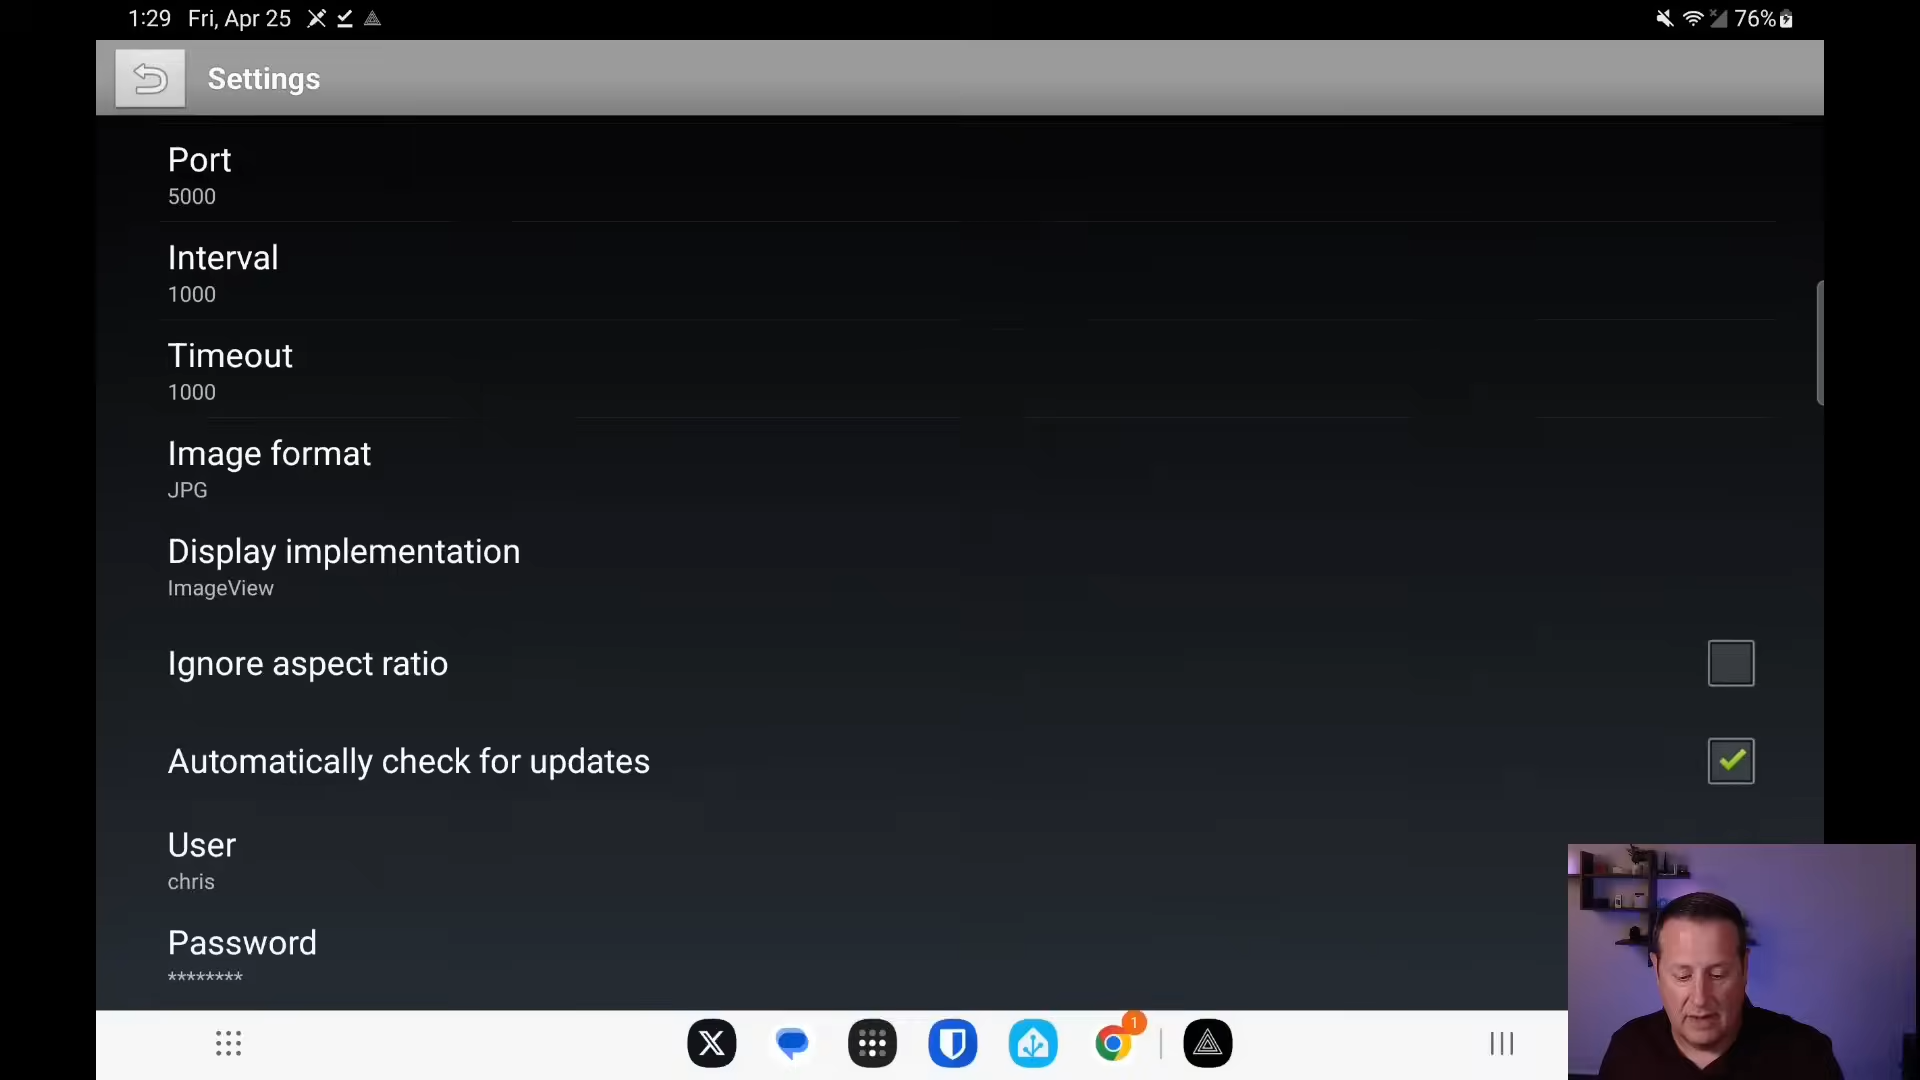 1:29 Fri, Apr 25
76%
Settings
Port
5000
Interval
1000
Timeout
1000
Image format
JPG
Display implementation
ImageView
Ignore aspect ratio
Automatically check for updates
User
chris
Password
********
1